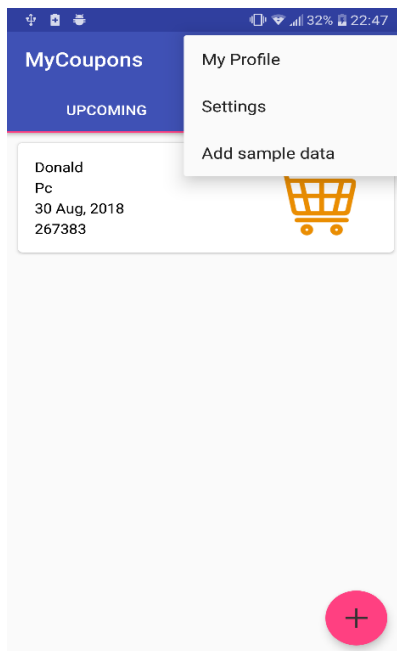 32% 22:47
MyCoupons
My Profile
UPCOMING
Settings
Add sample data
Donald
Pc
30 Aug, 2018
267383